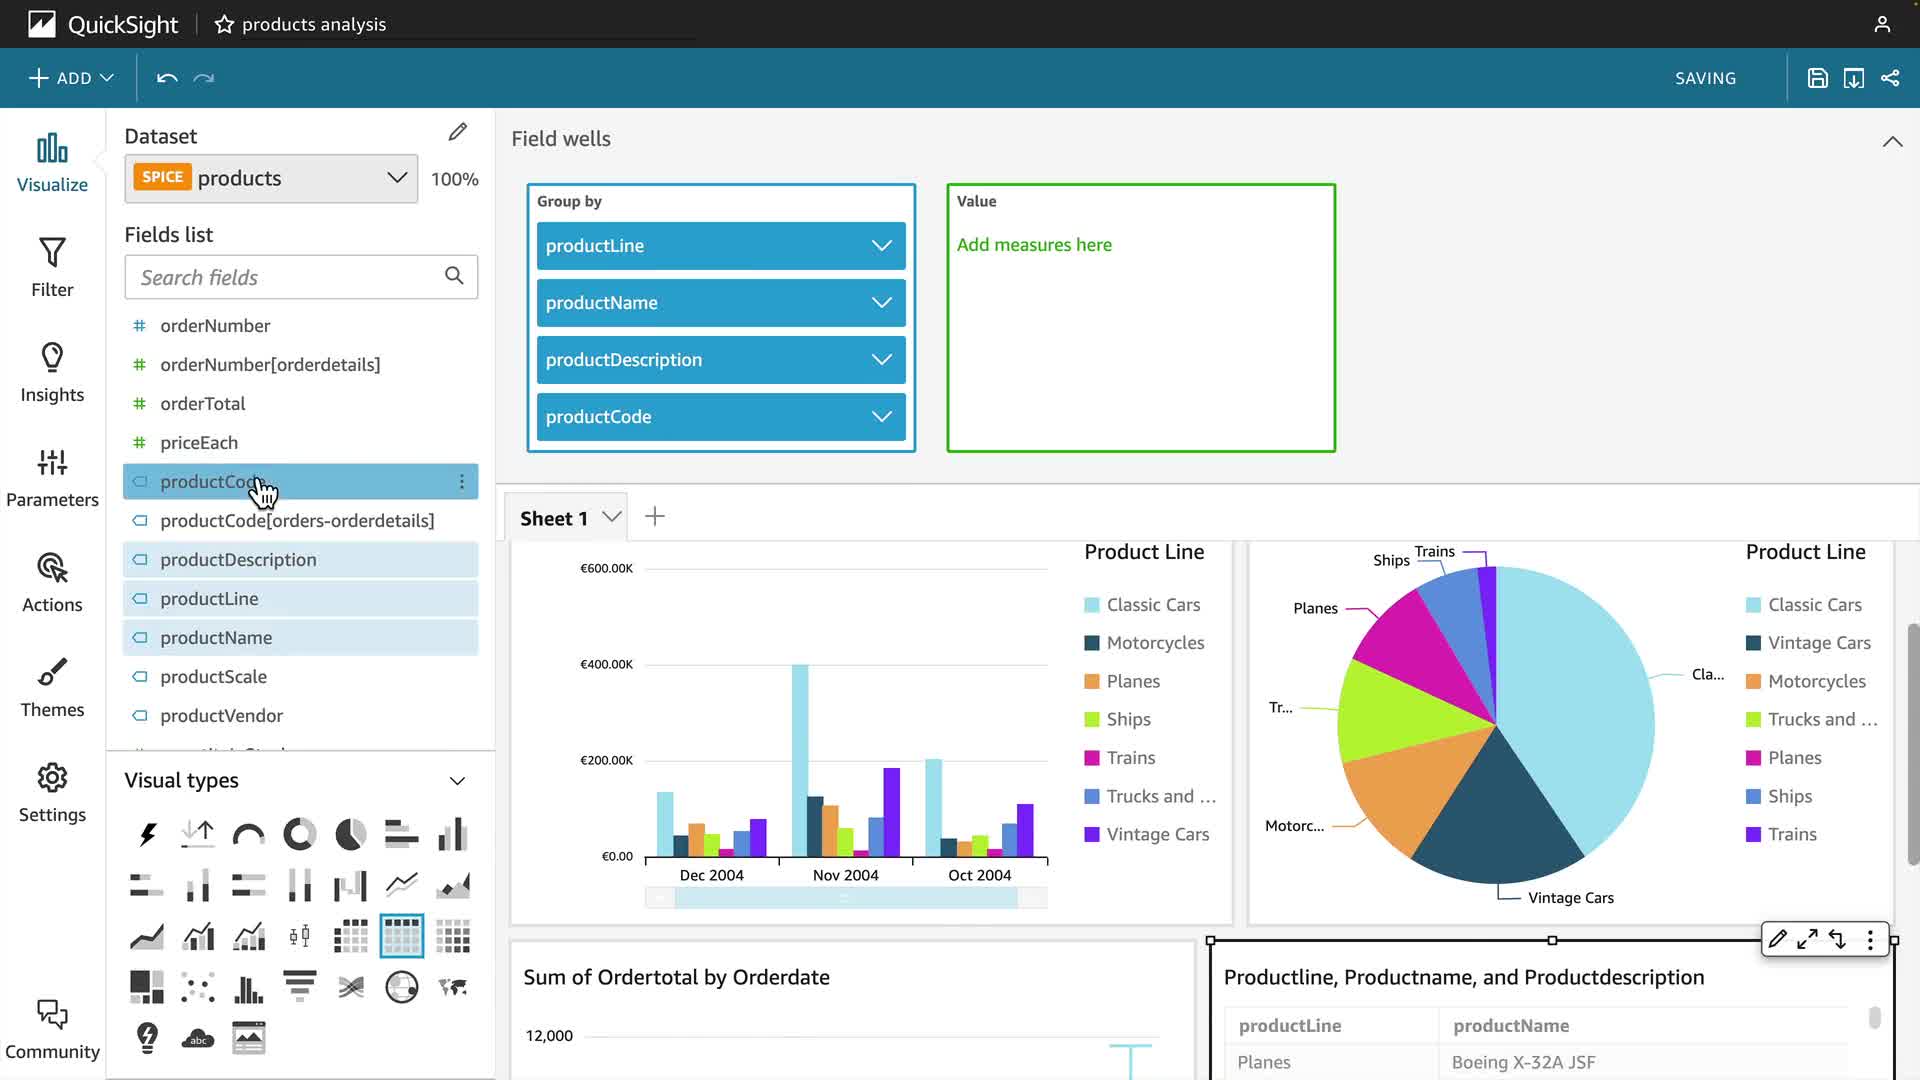 QuickSight
products analysis
ADD
SAVING
Visualize
Filter
Insights
Parameters
Actions
Themes
Settings
Community
Dataset
SPICE products
100%
Fields list
Search fields
orderNumber
orderNumber[orderdetails]
orderTotal
priceEach
productCode
productCode[orders-orderdetails]
productDescription
productLine
productName
productScale
productVendor
Visual types
abc
Field wells
Group by
productLine
productName
productDescription
productCode
Value
Add measures here
Sheet 1
€600.00K
€400.00K
€200.00K
€0.00
Dec 2004
Nov 2004
Oct 2004
Product Line
Classic Cars
Motorcycles
Planes
Ships
Trains
Trucks and ...
Vintage Cars
Trains
Ships
Planes
Tr...
Motorc...
Cla...
Vintage Cars
Product Line
Classic Cars
Vintage Cars
Motorcycles
Trucks and ...
Planes
Ships
Trains
Sum of Ordertotal by Orderdate
12,000
Productline, Productname, and Productdescription
productLine
productName
Planes
Boeing X-32A JSF